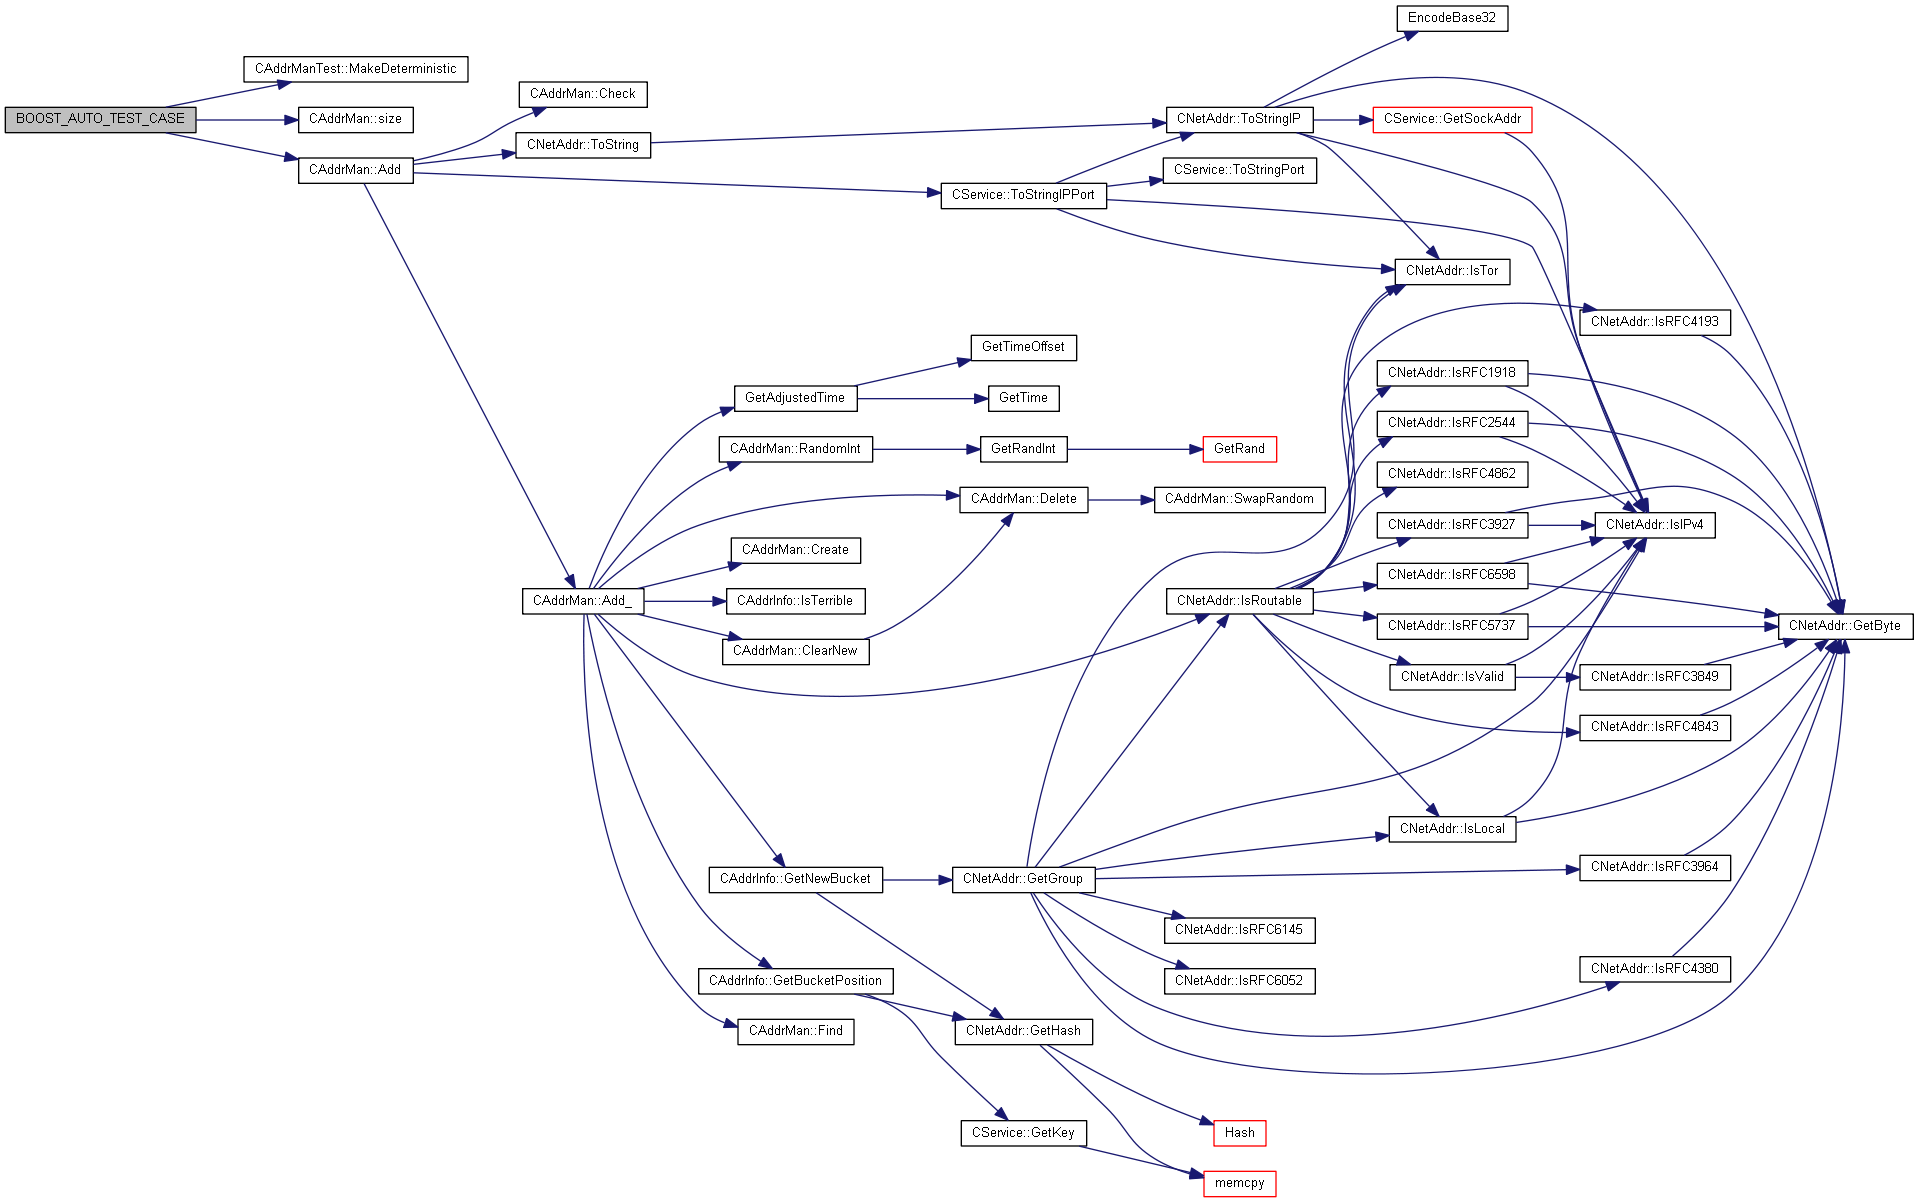 EncodeBase32
CAddrManTest::MakeDeterministic
CAddrMan::Check
BOOST_AUTO_TEST_CASE
CAddrMan::size
CNetAddr::ToStringIP
CService::GetSockAddr
CNetAddr::ToString
CAddrMan::Add
CService::ToStringPort
CService::ToStringIPPort
CNetAddr::IsTor
CNetAddr::IsRFC4193
GetTimeOffset
CNetAddr::IsRFC1918
GetAdjustedTime
GetTime
CNetAddr::IsRFC2544
CAddrMan::RandomInt
GetRandInt
GetRand
CNetAddr::IsRFC4862
CAddrMan::Delete
CAddrMan::SwapRandom
CNetAddr::IsRFC3927
CNetAddr::IsIPv4
CAddrMan::Create
CNetAddr::IsRFC6598
CAddrMan::Add_
CAddrInfo::IsTerrible
CNetAddr::IsRoutable
CNetAddr::IsRFC5737
CNetAddr::GetByte
CAddrMan::ClearNew
CNetAddr::IsValid
CNetAddr::IsRFC3849
CNetAddr::IsRFC4843
CNetAddr::IsLocal
CNetAddr::IsRFC3964
CAddrInfo::GetNewBucket
CNetAddr::GetGroup
CNetAddr::IsRFC6145
CNetAddr::IsRFC4380
CAddrInfo::GetBucketPosition
CNetAddr::IsRFC6052
CAddrMan::Find
CNetAddr::GetHash
CService::GetKey
Hash
memcpy